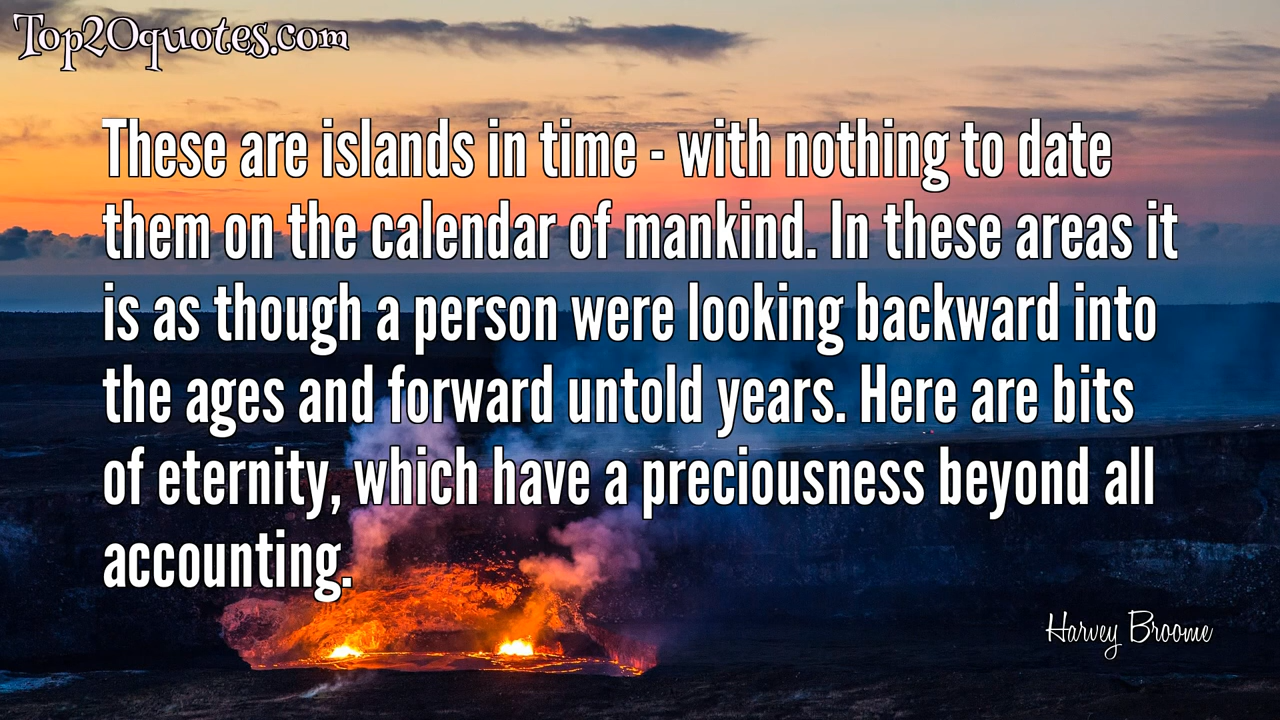 Top20quotes.com
These are islands in time - with nothing to date
them on the calendar of mankind. In these areas it
is as though a person were looking backward into
the ages and forward untold years. Here are bits
of eternity, which have a preciousness beyond all
accounting.
Harvey Broome